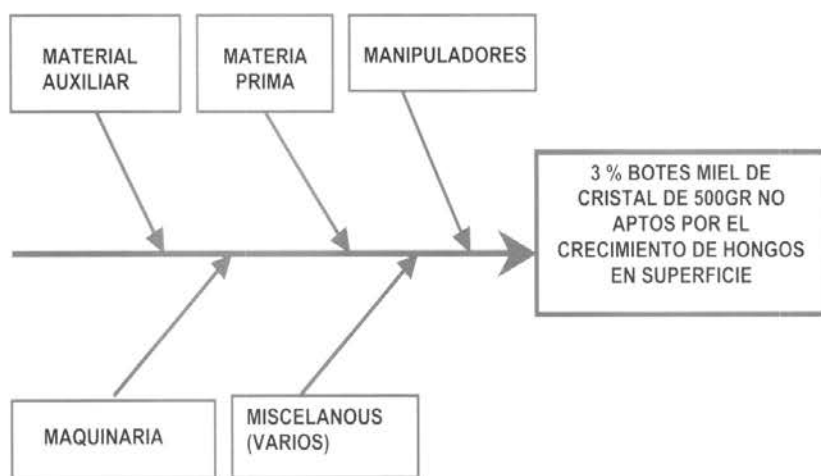 MATERIAL
AUXILIAR
MATERIA
PRIMA
MANIPULADORES
3 % BOTES MIEL DE
CRISTAL DE 500GR NO
APTOS POR EL
CRECIMIENTO DE HONGOS
EN SUPERFICIE
MAQUINARIA
MISCELANOUS
(VARIOS)